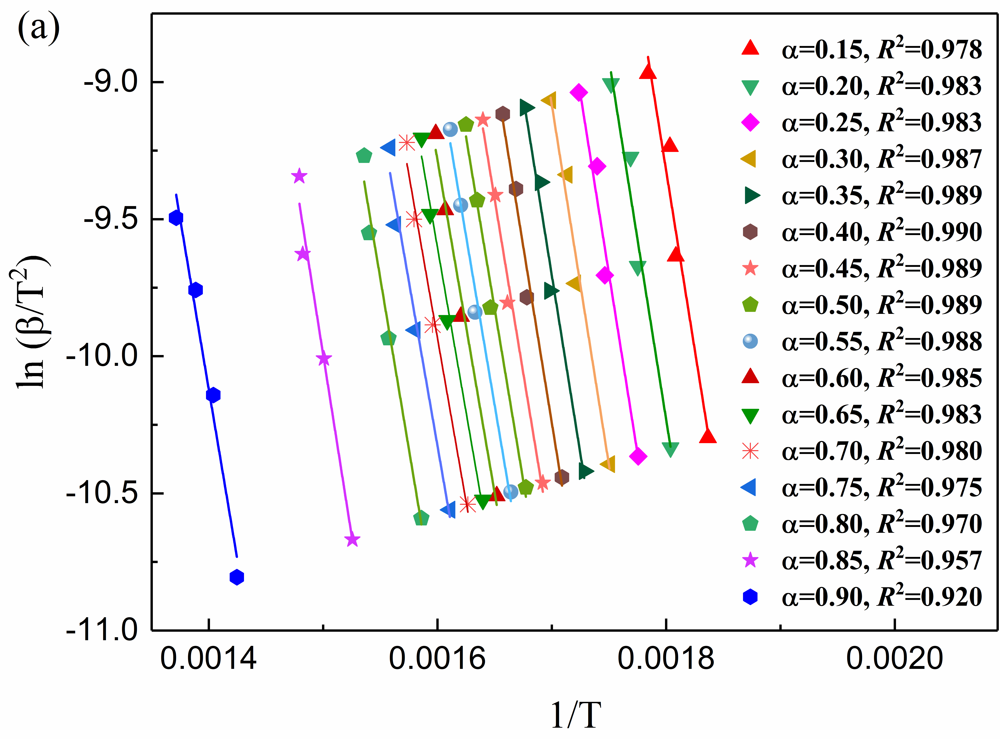 (a)
α=0.15, R²=0.978
α=0.20, R²=0.983
α=0.25, R²=0.983
α=0.30, R²=0.987
α=0.35, R²=0.989
α=0.40, R²=0.990
α=0.45, R²=0.989
α=0.50, R²=0.989
α=0.55, R²=0.988
α=0.60, R²=0.985
α=0.65, R²=0.983
α=0.70, R²=0.980
α=0.75, R²=0.975
α=0.80, R²=0.970
α=0.85, R²=0.957
α=0.90, R²=0.920
ln (β/T²)
-9.0
-9.5
-10.0
-10.5
-11.0
0.0014 0.0016 0.0018 0.0020
1/T